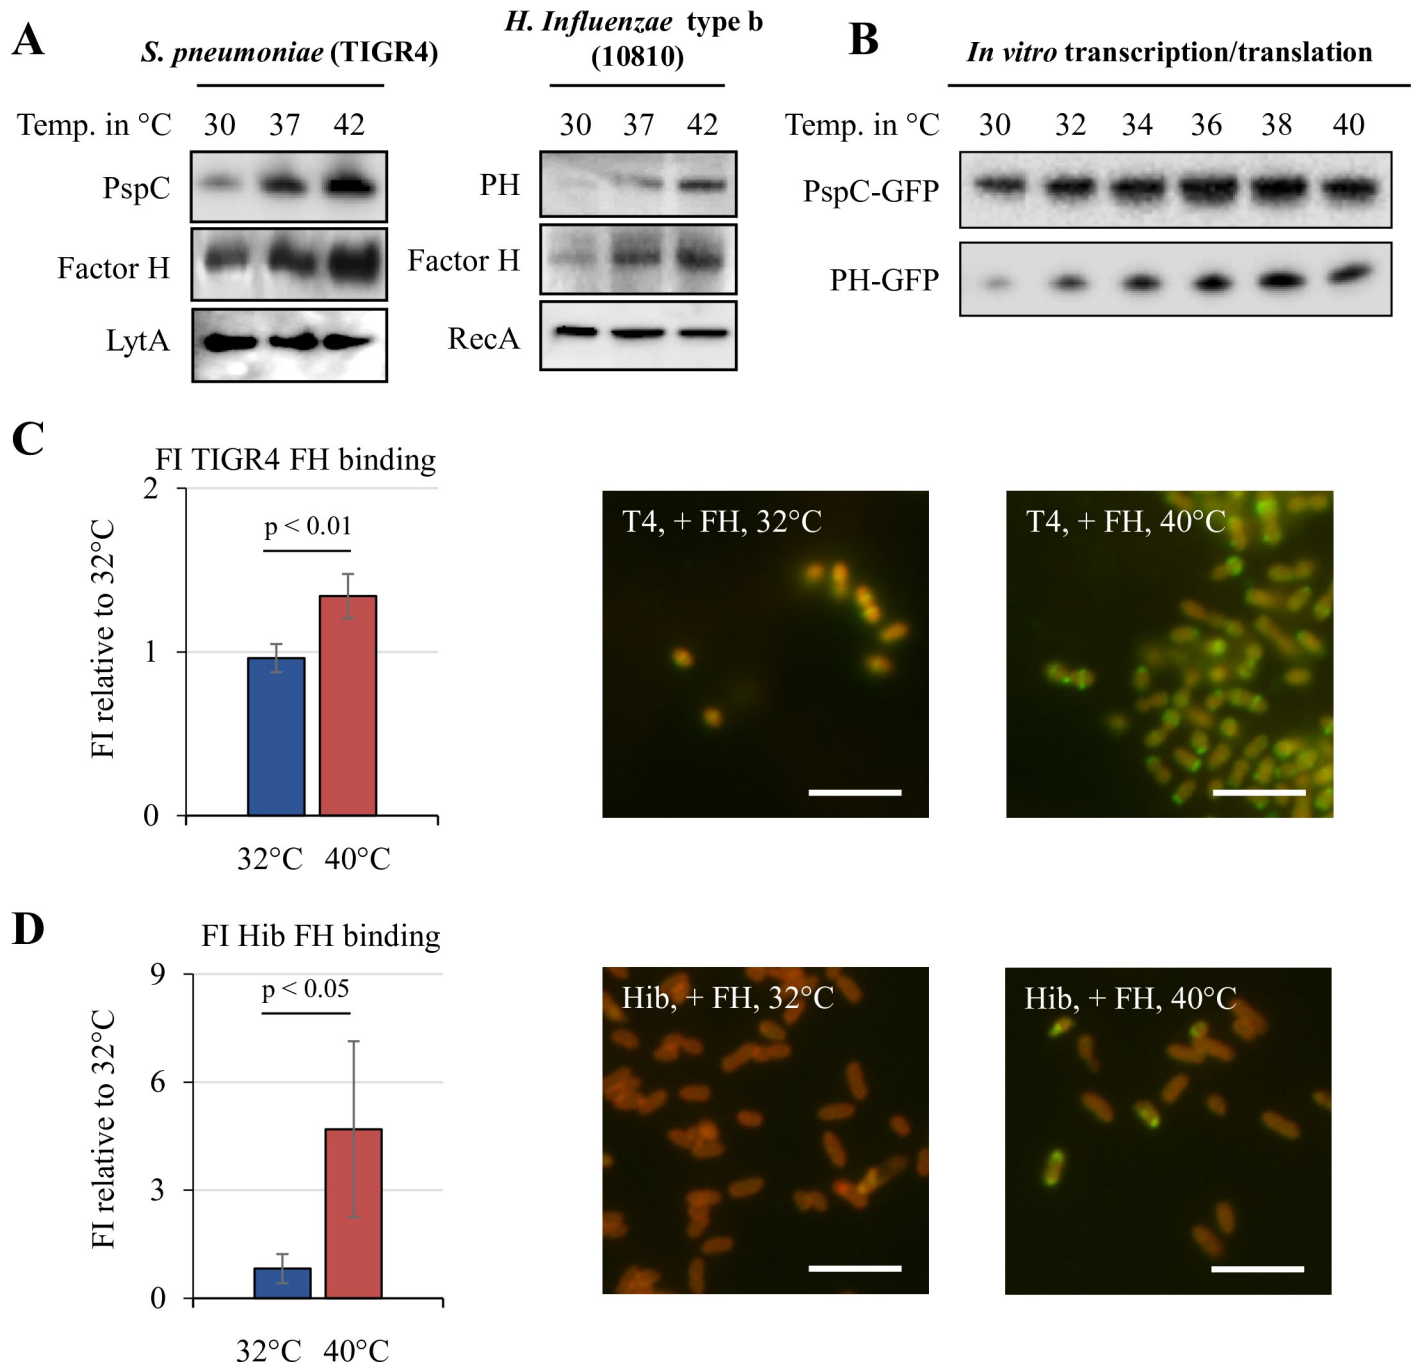 A
S. pneumoniae (TIGR4)
H. Influenzae type b
(10810)
Temp. in °C 30 37 42
30 37 42
PspC
PH
Factor H
Factor H
LytA
RecA
B
In vitro transcription/translation
Temp. in °C 30 32 34 36 38 40
PspC-GFP
PH-GFP
C
FI TIGR4 FH binding
FI relative to 32°C
2
1
0
p < 0.01
32°C 40°C
T4, + FH, 32°C
T4, + FH, 40°C
D
FI Hib FH binding
FI relative to 32°C
9
6
3
0
p < 0.05
32°C 40°C
Hib, + FH, 32°C
Hib, + FH, 40°C